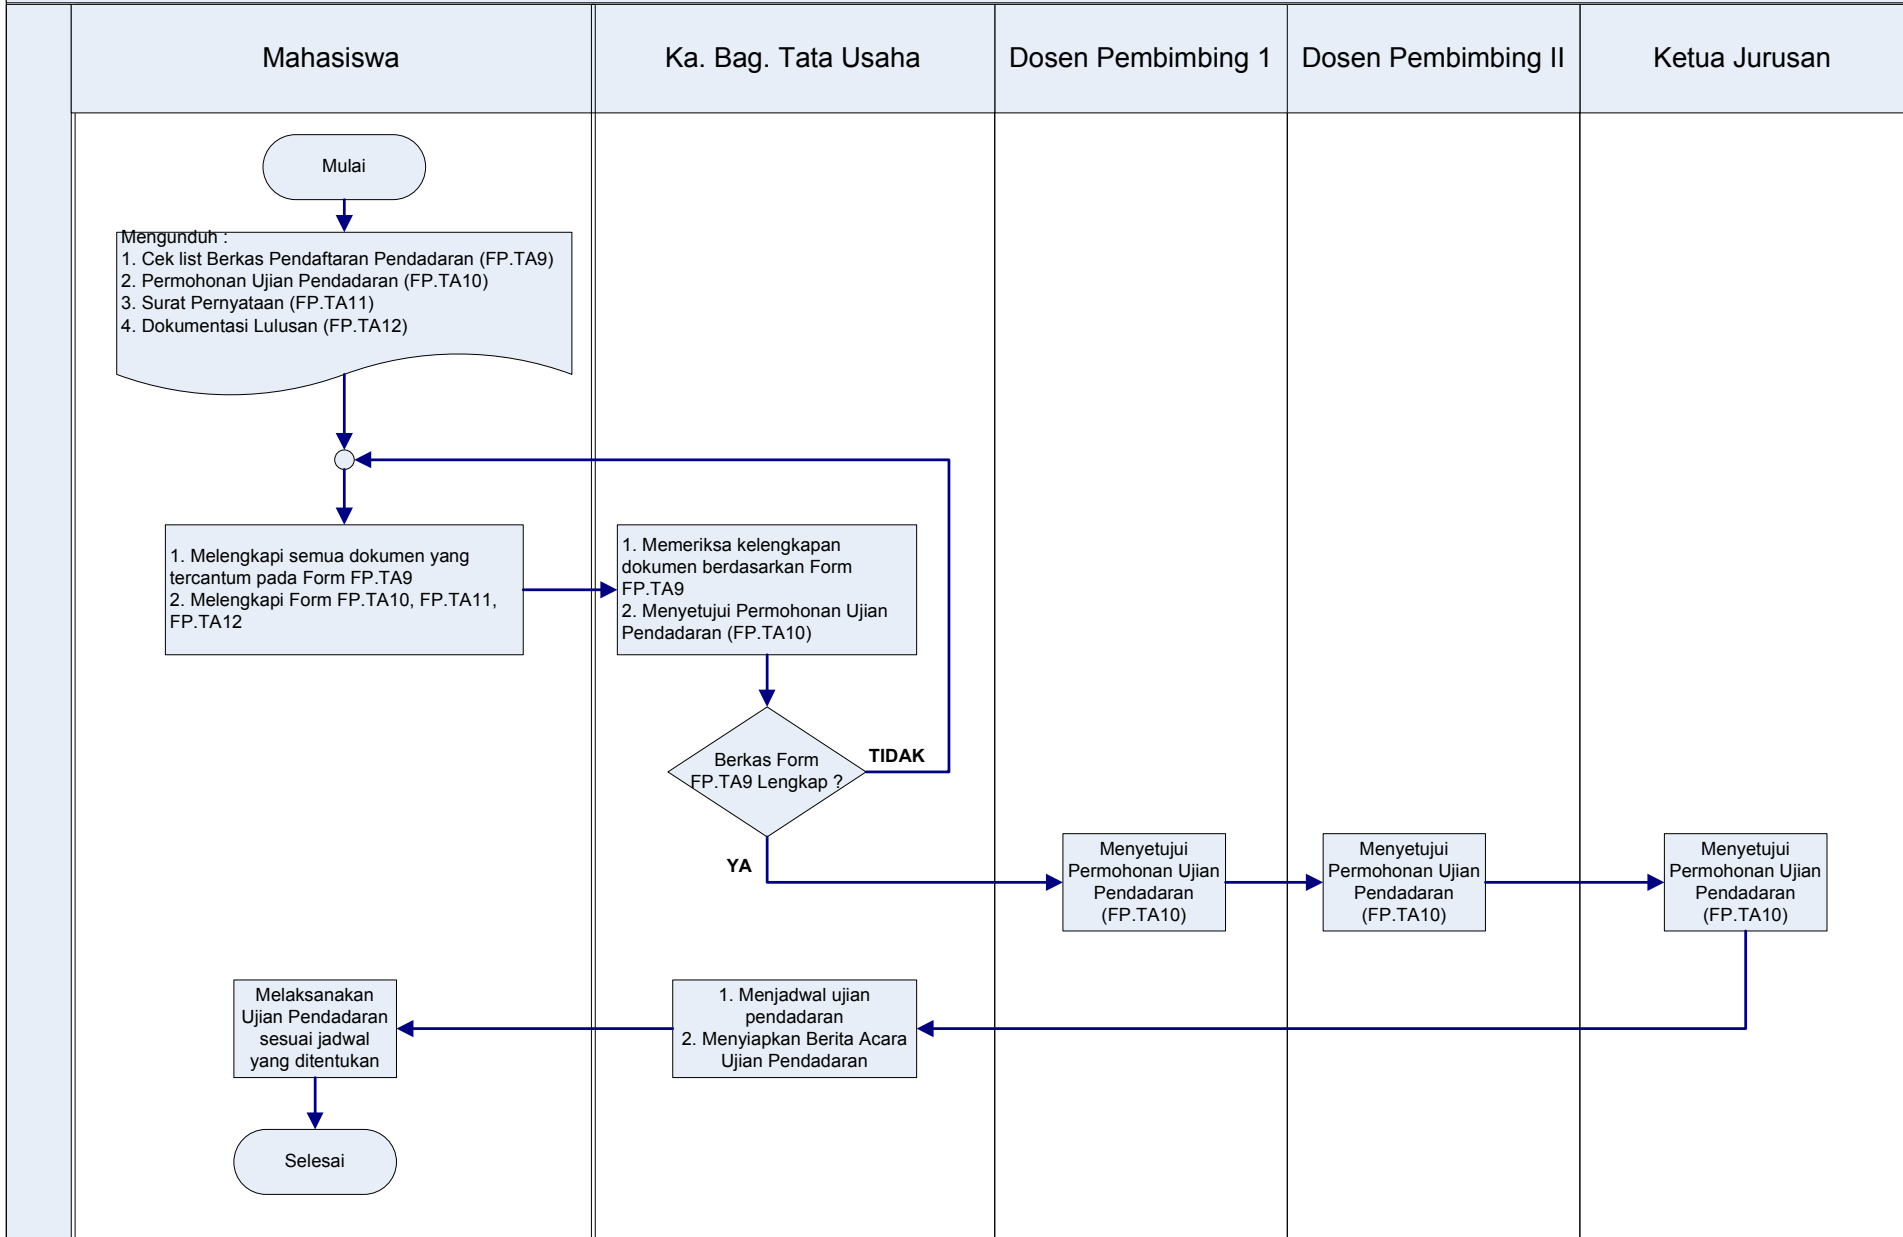 Mahasiswa
Ka. Bag. Tata Usaha
Dosen Pembimbing 1
Dosen Pembimbing II
Ketua Jurusan
Mulai
Mengunduh :
1. Cek list Berkas Pendaftaran Pendadaran (FP.TA9)
2. Permohonan Ujian Pendadaran (FP.TA10)
3. Surat Pernyataan (FP.TA11)
4. Dokumentasi Lulusan (FP.TA12)
1. Melengkapi semua dokumen yang
tercantum pada Form FP.TA9
2. Melengkapi Form FP.TA10, FP.TA11,
FP.TA12
1. Memeriksa kelengkapan
dokumen berdasarkan Form
FP.TA9
2. Menyetujui Permohonan Ujian
Pendadaran (FP.TA10)
Berkas Form
FP.TA9 Lengkap ?
TIDAK
YA
Menyetujui
Permohonan Ujian
Pendadaran
(FP.TA10)
Menyetujui
Permohonan Ujian
Pendadaran
(FP.TA10)
Menyetujui
Permohonan Ujian
Pendadaran
(FP.TA10)
1. Menjadwal ujian
pendadaran
2. Menyiapkan Berita Acara
Ujian Pendadaran
Melaksanakan
Ujian Pendadaran
sesuai jadwal
yang ditentukan
Selesai